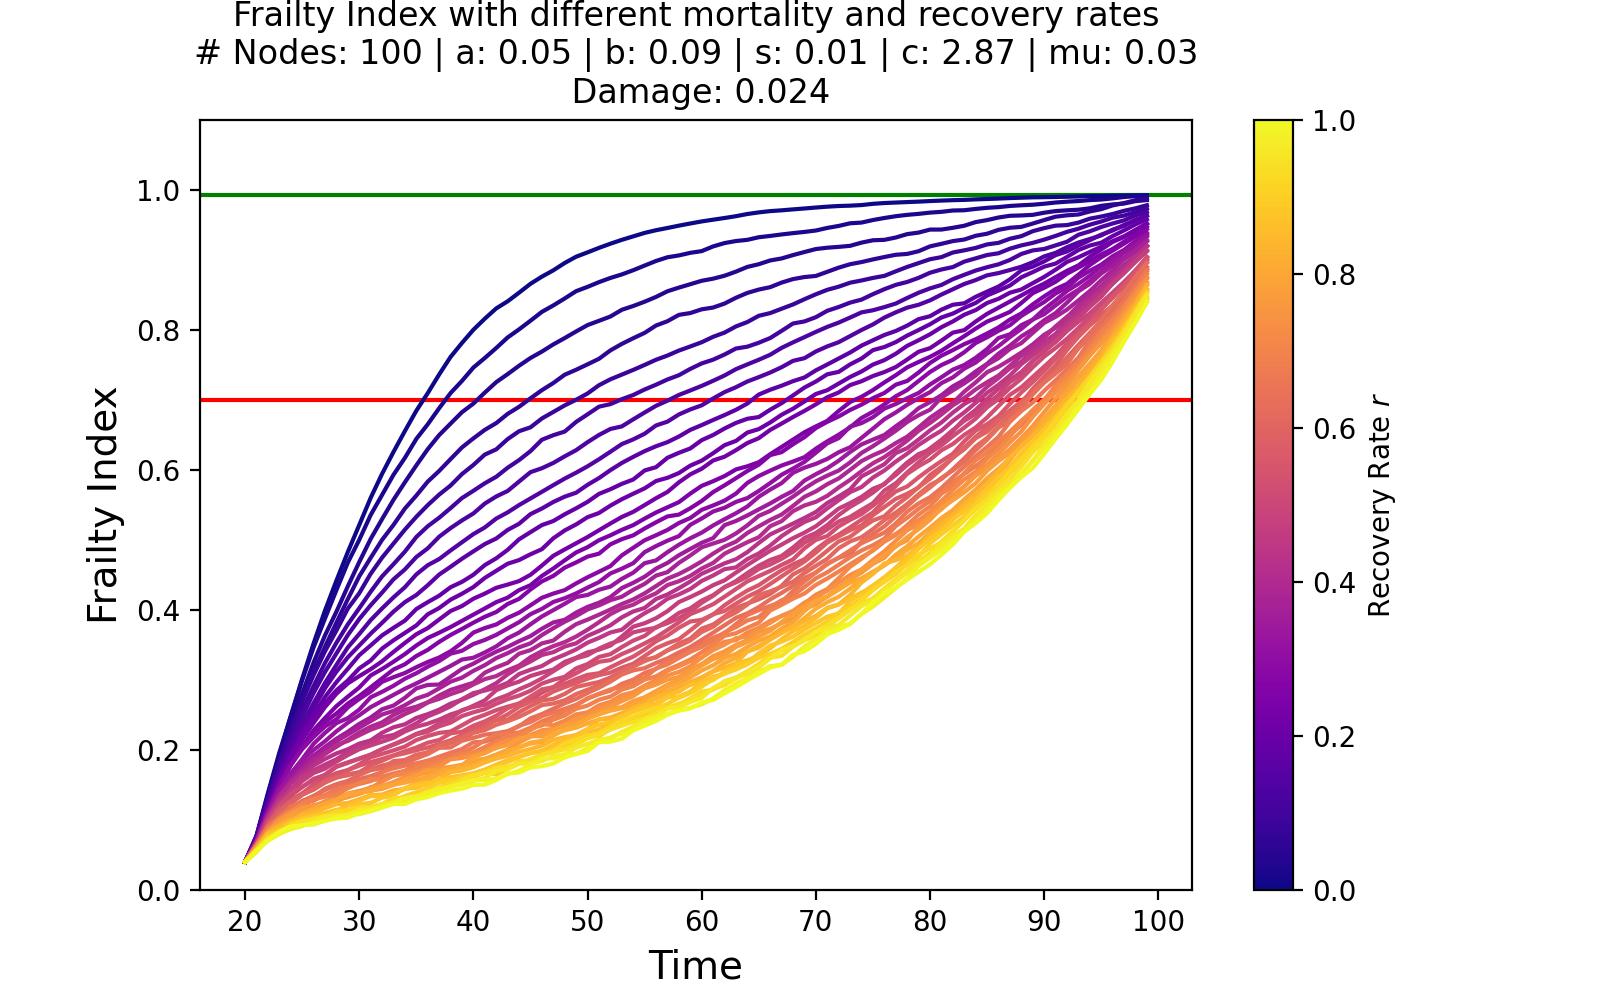 Frailty Index with different mortality and recovery rates
# Nodes: 100 | a: 0.05 | b: 0.09 | s: 0.01 | c: 2.87 | mu: 0.03
Damage: 0.024
Frailty Index
1.0
0.8
0.6
0.4
0.2
0.0
20 30 40 50 60 70 80 90 100
Time
1.0
0.8
0.6
0.4
0.2
0.0
Recovery Rate r